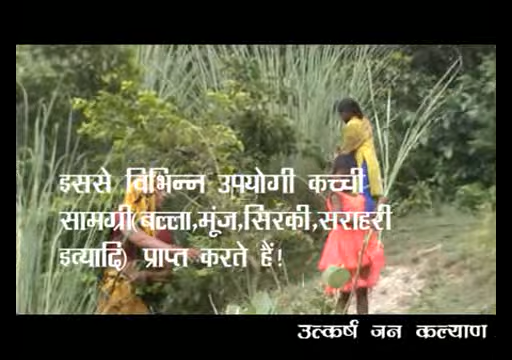 इससे विभिन्न उपयोगी कच्ची
सामग्री(बल्ला,मूंज,सिरकी,सराहरी
इत्यादि) प्राप्त करते हैं!
उत्कर्ष जन कल्याण